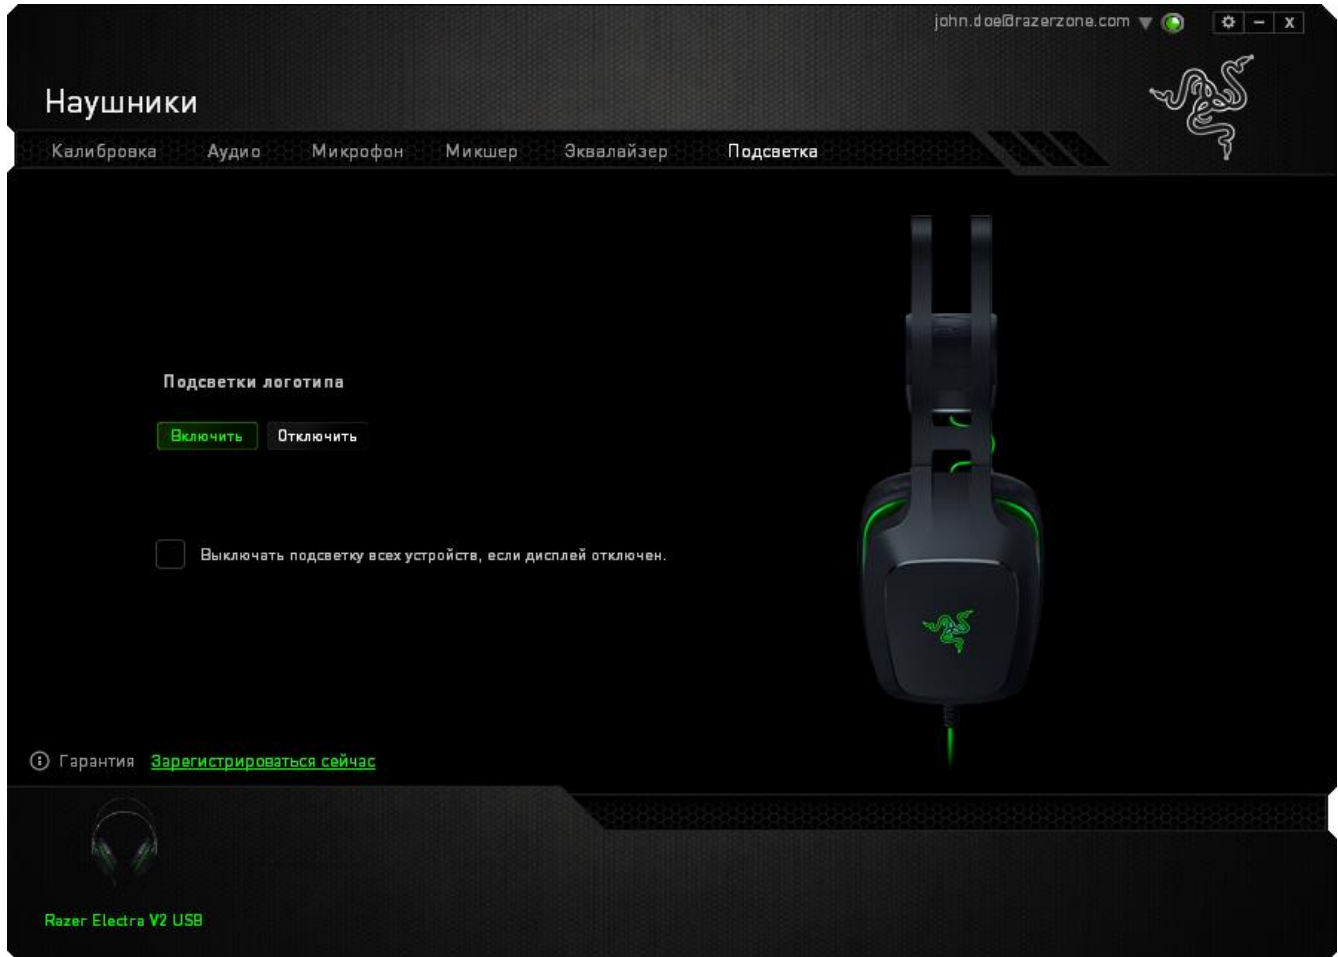 john.doe@razerzone.com
Наушники
Калибровка Аудио Микрофон Микшер Эквалайзер Подсветка
Подсветки логотипа
Включить Отключить
Выключать подсветку всех устройств, если дисплей отключен.
Гарантия Зарегистрироваться сейчас
Razer Electra V2 USB